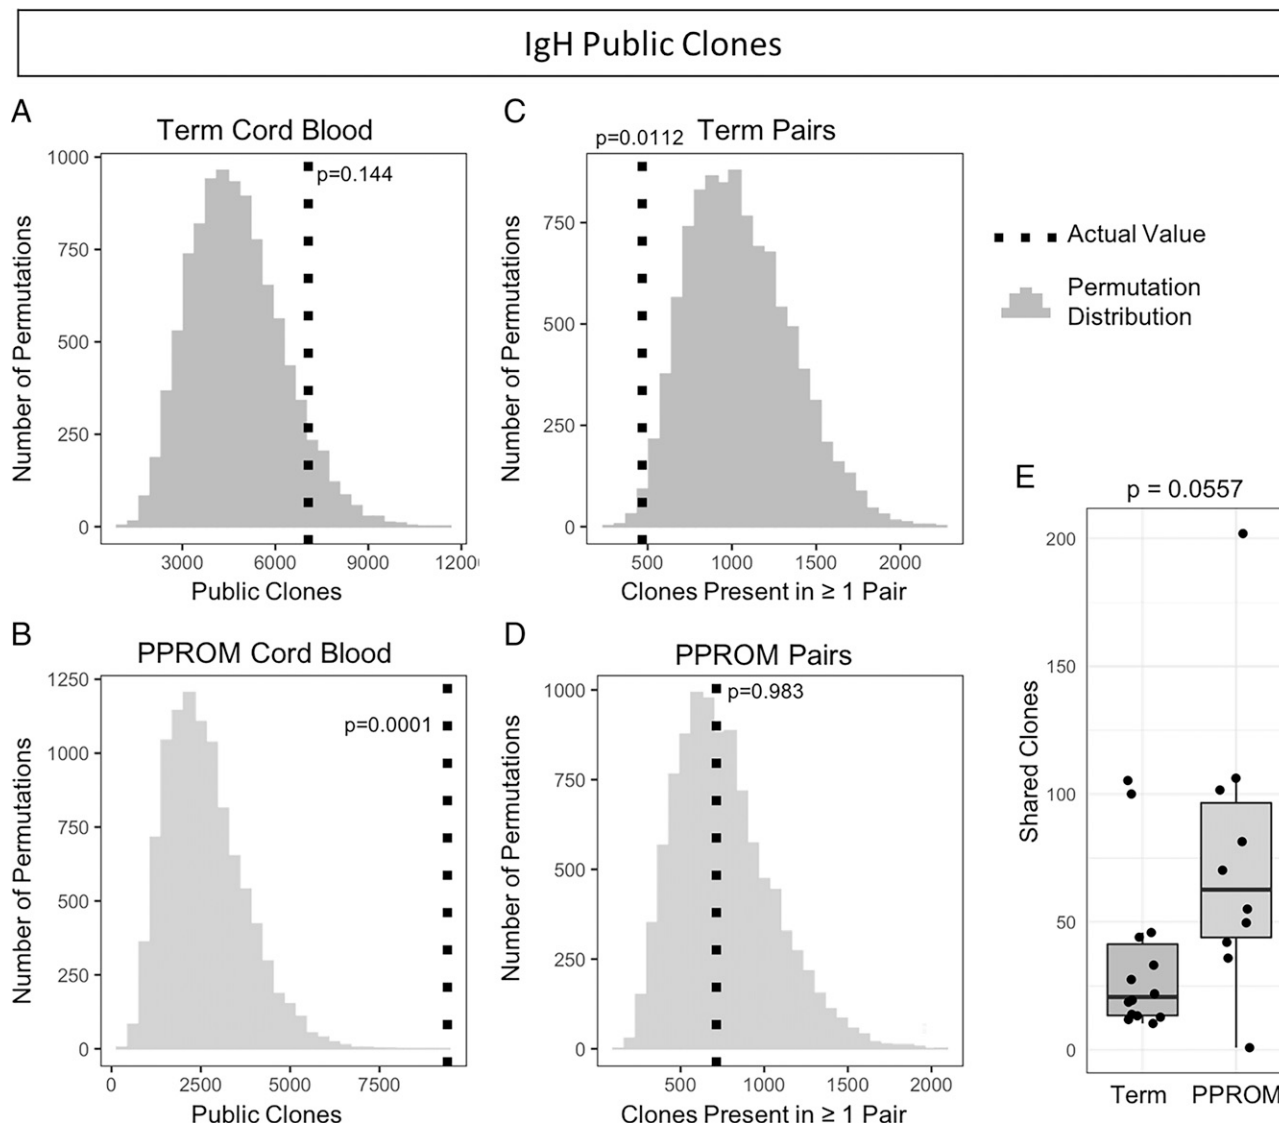 IgH Public Clones
A
Term Cord Blood
p=0.144
Number of Permutations
1000
750
500
250
0
3000
6000
9000
1200
Public Clones
C
Term Pairs
p=0.0112
Number of Permutations
750
500
250
0
500
1000
1500
2000
Clones Present in ≥ 1 Pair
Actual Value
Permutation
Distribution
B
PPROM Cord Blood
p=0.0001
Number of Permutations
1250
1000
750
500
250
0
0
2500
5000
7500
Public Clones
D
PPROM Pairs
p=0.983
Number of Permutations
1000
750
500
250
0
500
1000
1500
2000
Clones Present in ≥ 1 Pair
E
p = 0.0557
Shared Clones
200
150
100
50
0
Term
PPROM